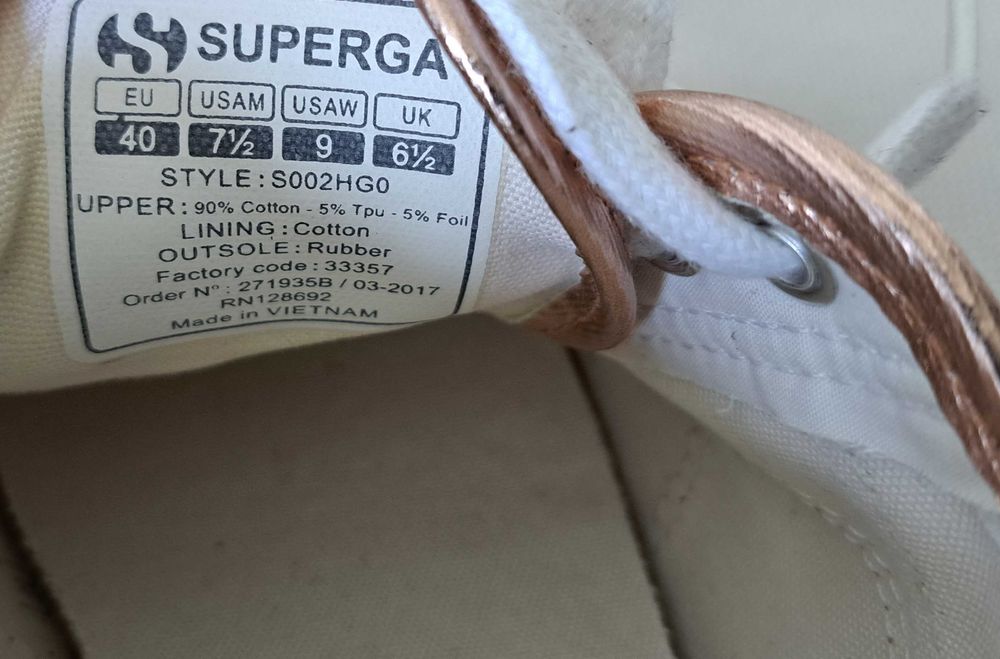 SUPERGA
EU USAM USAW UK
40 7½ 9 6½
STYLE: S002HG0
UPPER: 90% Cotton - 5% Tpu - 5% Foil
LINING: Cotton
OUTSOLE: Rubber
Factory code: 33357
Order N°: 271935B / 03-2017
RN128692
Made in VIETNAM